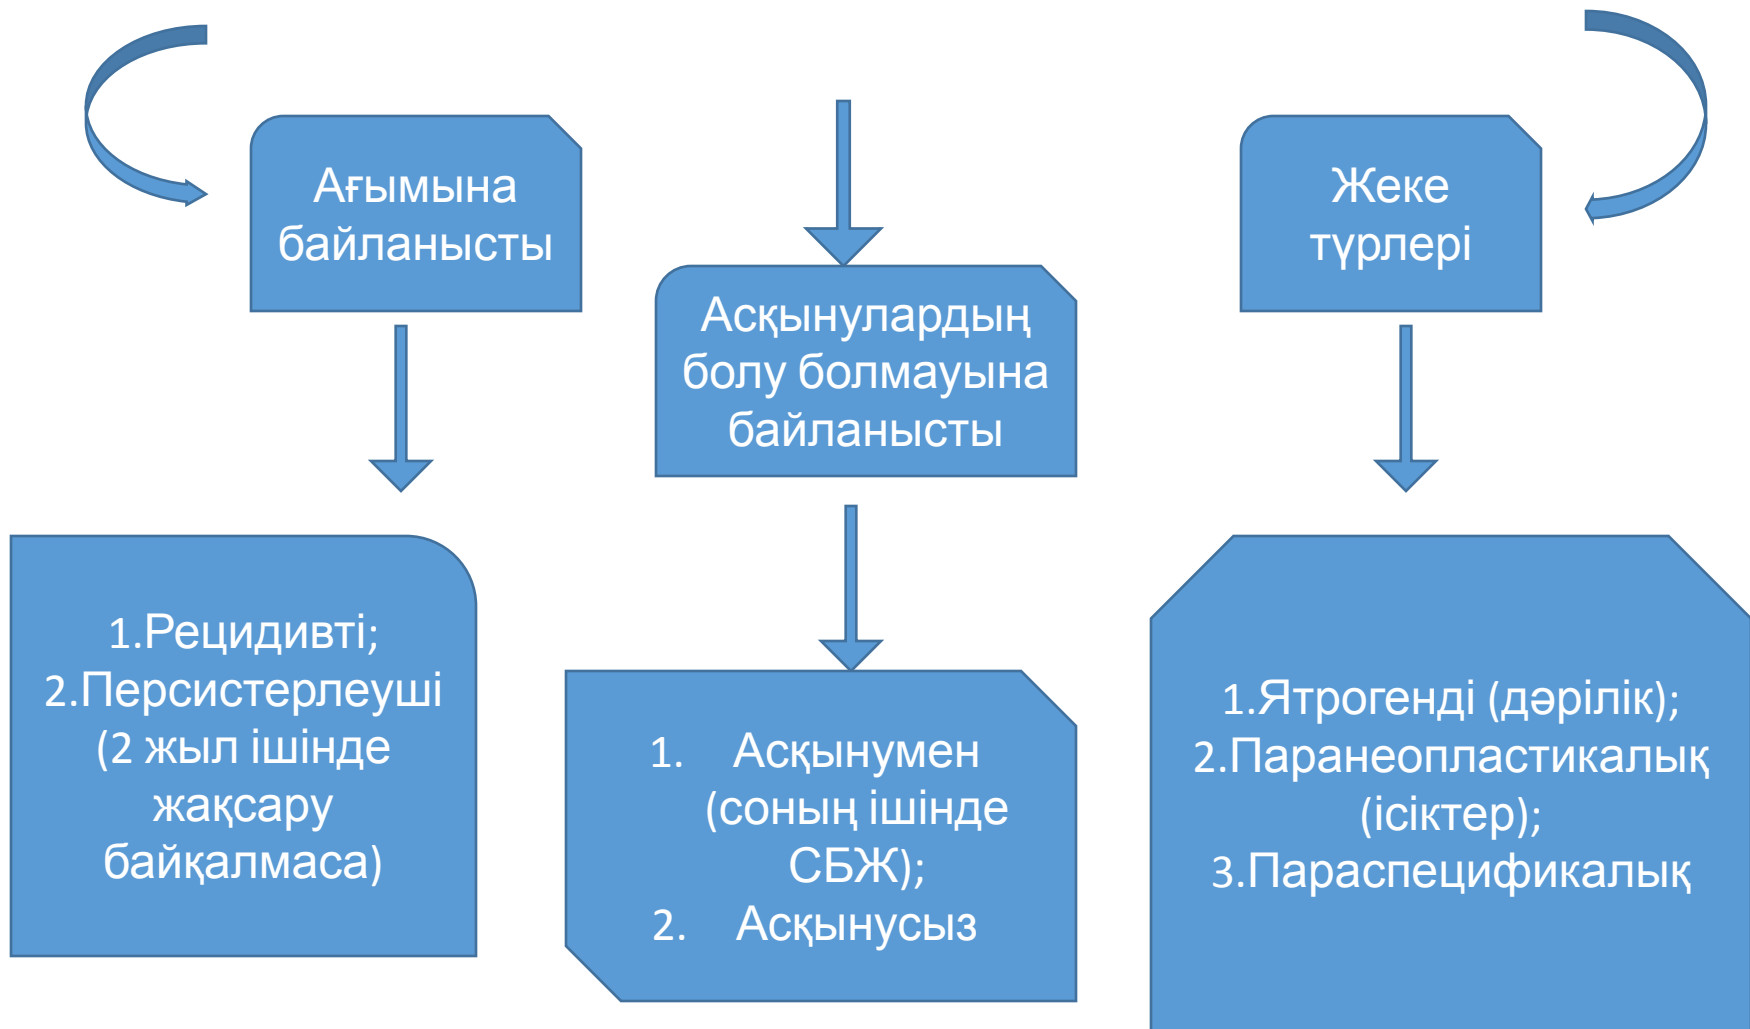 Ағымына
байланысты
Асқынулардың
болу болмауына
байланысты
Жеке
түрлері
1.Рецидивті;
2.Персистерлеуші
(2 жыл ішінде
жақсару
байқалмаса)
1. Асқынумен
(соның ішінде
СБЖ);
2. Асқынусыз
1.Ятрогенді (дәрілік);
2.Паранеопластикалық
(ісіктер);
3.Параспецификалық